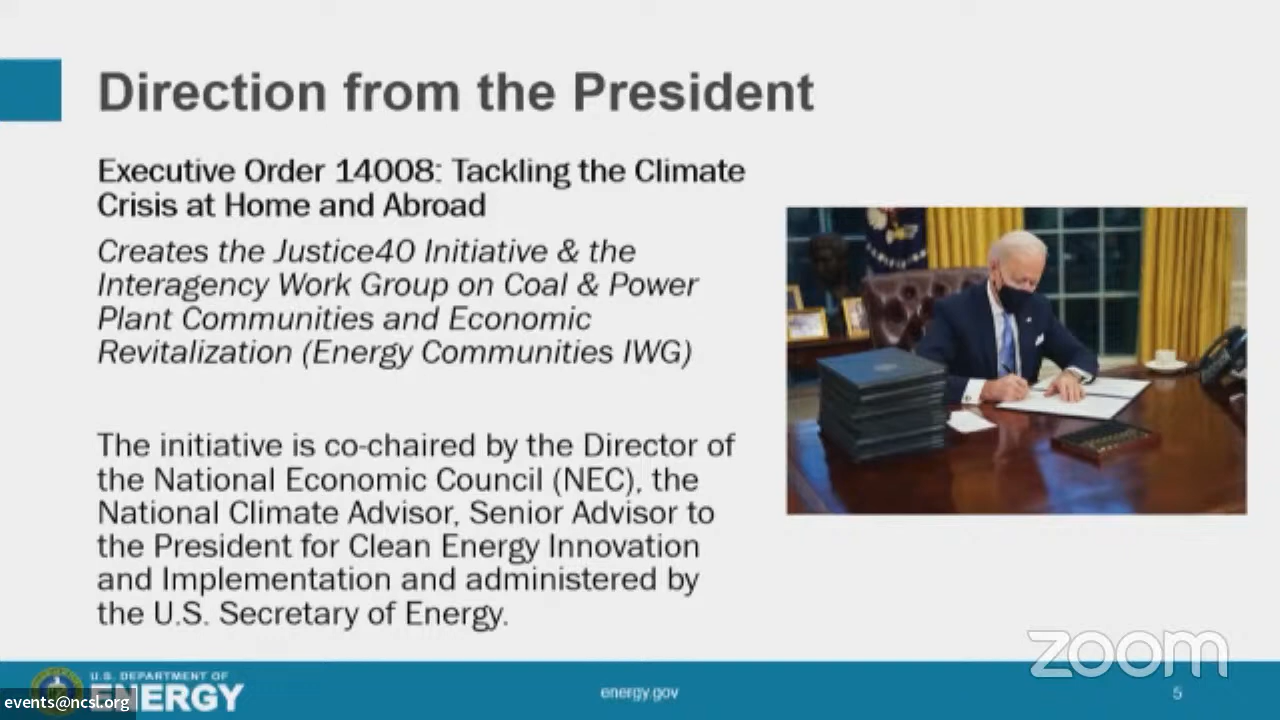 Direction from the President
Executive Order 14008: Tackling the Climate
Crisis at Home and Abroad
Creates the Justice40 Initiative & the
Interagency Work Group on Coal & Power
Plant Communities and Economic
Revitalization (Energy Communities IWG)
The initiative is co-chaired by the Director of
the National Economic Council (NEC), the
National Climate Advisor, Senior Advisor to
the President for Clean Energy Innovation
and Implementation and administered by
the U.S. Secretary of Energy.
zoom
U.S. DEPARTMENT OF
ENERGY
energy.gov
5
events@ncsl.org